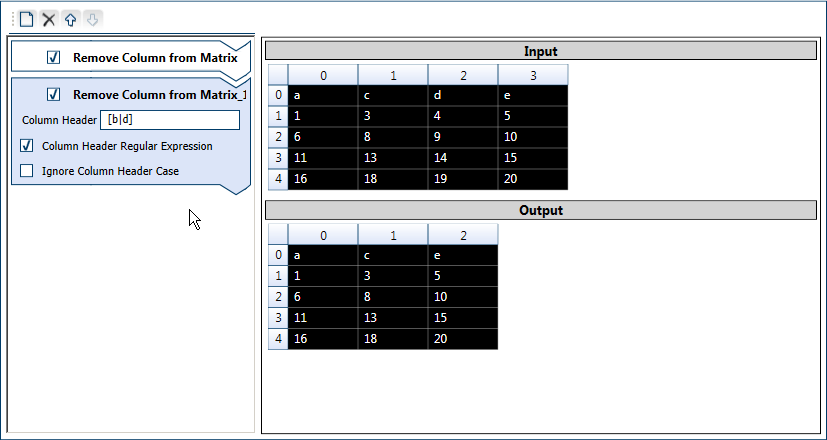 Remove Column from Matrix
Remove Column from Matrix_1
Column Header [b|d]
Column Header Regular Expression
Ignore Column Header Case
Input
0 1 2 3
0 a c d e
1 1 3 4 5
2 6 8 9 10
3 11 13 14 15
4 16 18 19 20
Output
0 1 2
0 a c e
1 1 3 5
2 6 8 10
3 11 13 15
4 16 18 20